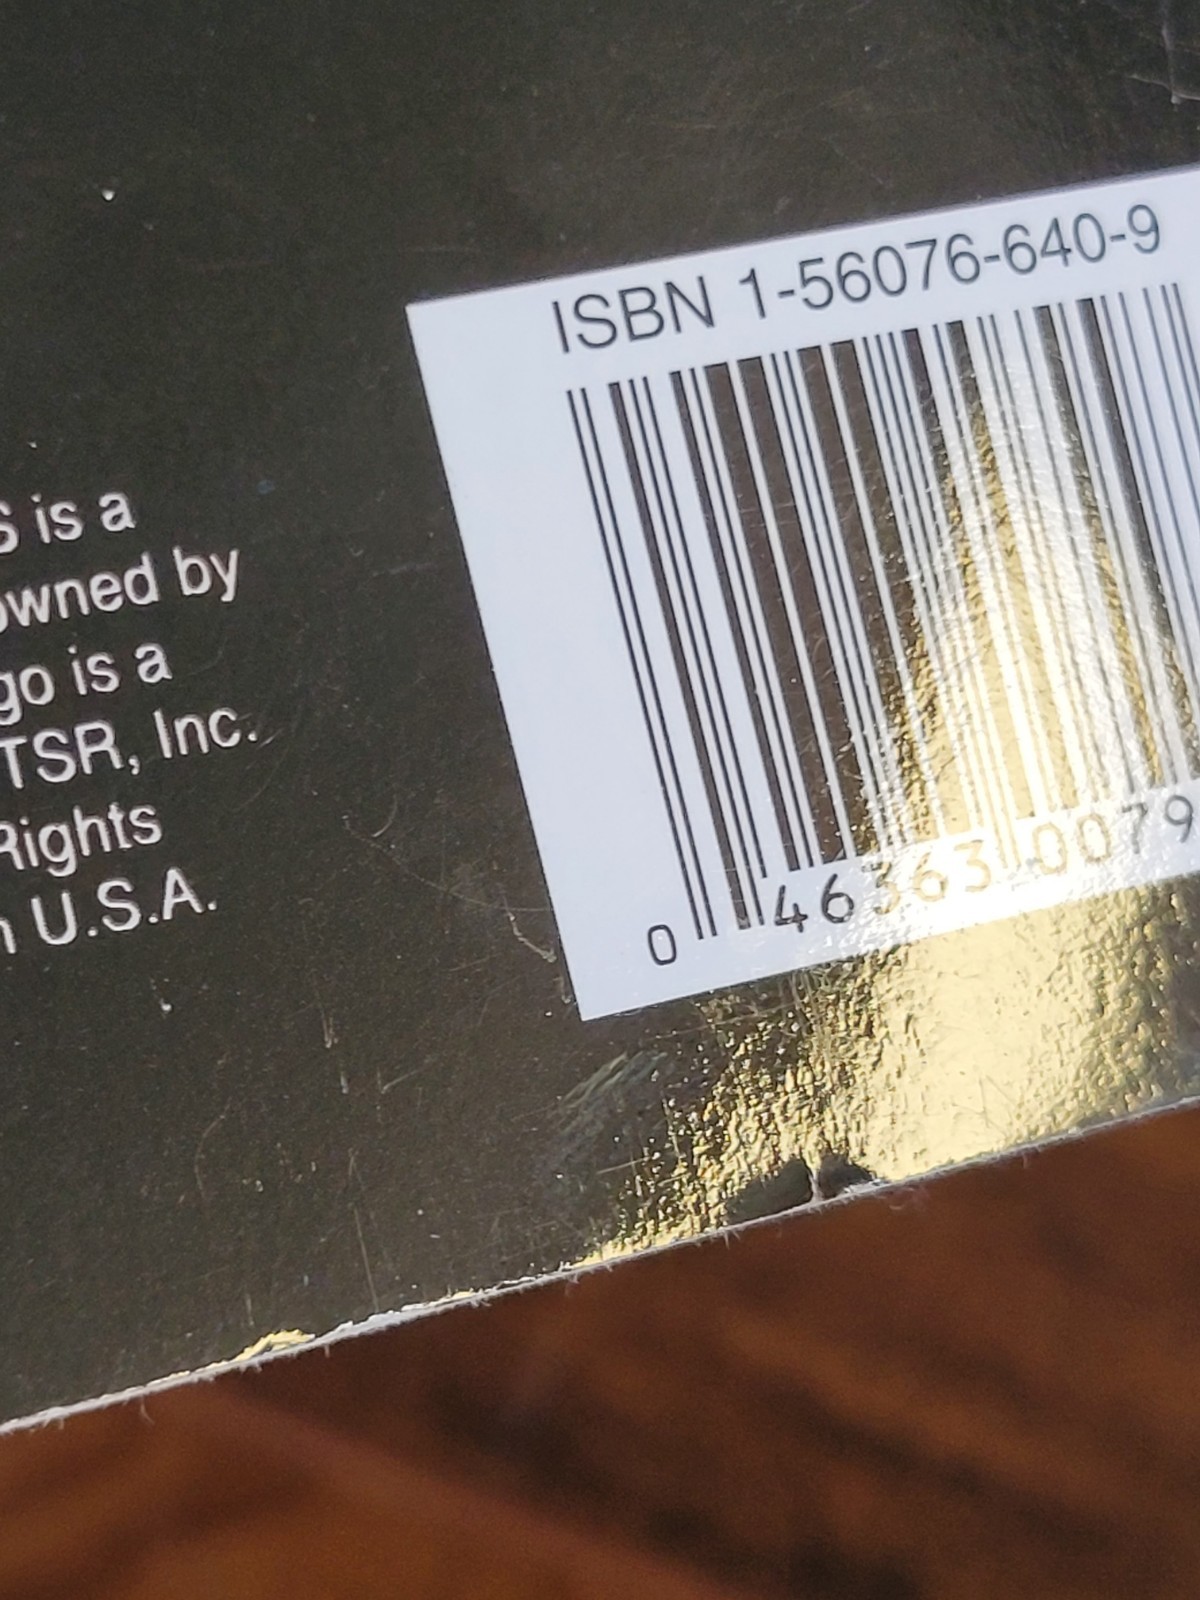 S is a
owned by
go is a
TSR, Inc.
Rights
n U.S.A.
ISBN 1-56076-640-9
0 46363 0079